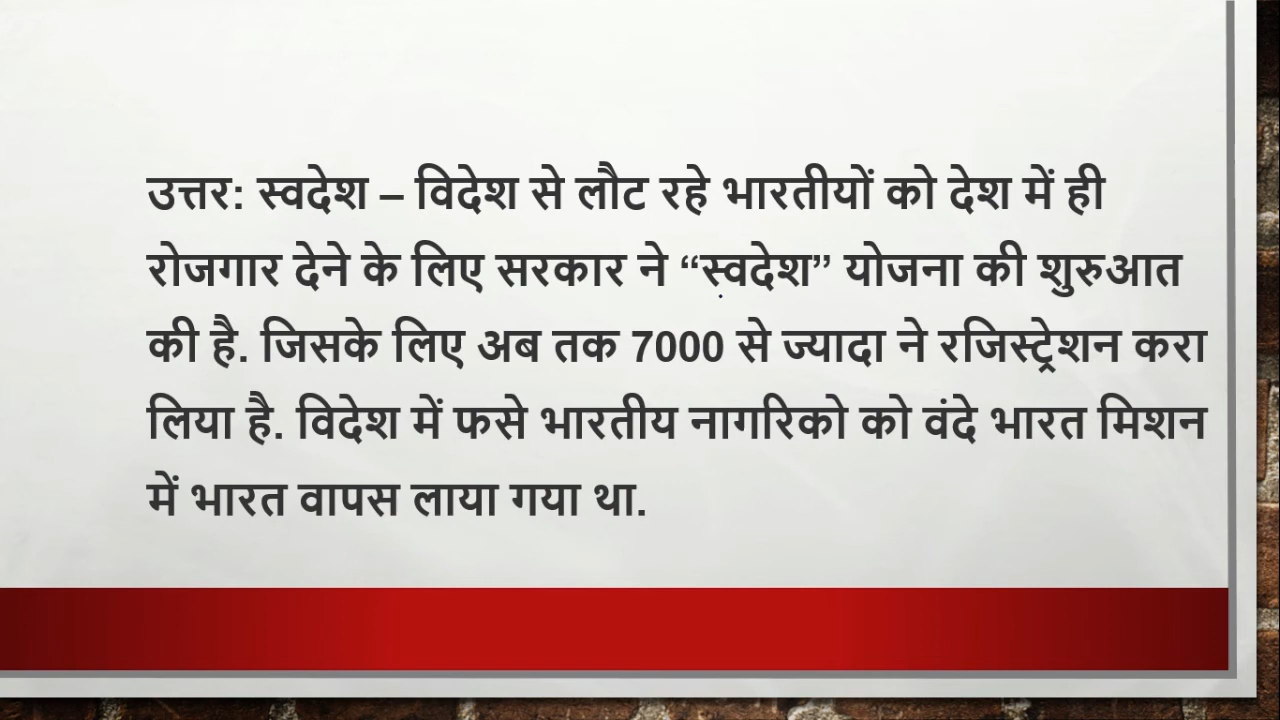 उत्तर: स्वदेश – विदेश से लौट रहे भारतीयों को देश में ही
रोजगार देने के लिए सरकार ने “स्वदेश” योजना की शुरुआत
की है. जिसके लिए अब तक 7000 से ज्यादा ने रजिस्ट्रेशन करा
लिया है. विदेश में फसे भारतीय नागरिको को वंदे भारत मिशन
में भारत वापस लाया गया था.